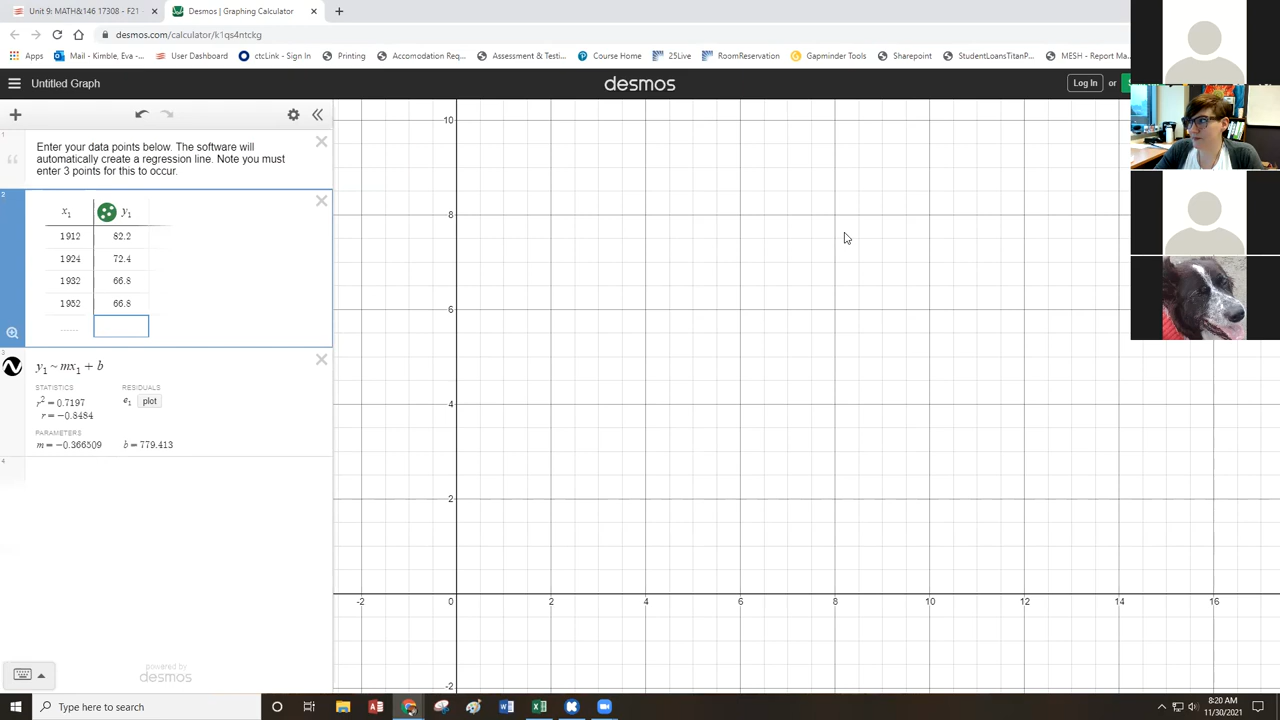 Unit 9: MATH&146 17308 - F21 -
Desmos | Graphing Calculator
desmos.com/calculator/k1qs4ntckg
Apps
Mail - Kimble, Eva -...
User Dashboard
ctcLink - Sign In
Printing
Accomodation Req...
Assessment & Testi...
Course Home
25Live
RoomReservation
Gapminder Tools
Sharepoint
StudentLoansTitanP...
MESH - Report Ma...
Untitled Graph
desmos
Log In or
1
Enter your data points below. The software will
automatically create a regression line. Note you must
enter 3 points for this to occur.
2
x₁ y₁
1912 82.2
1924 72.4
1932 66.8
1952 66.8
3
y₁ ~ mx₁ + b
STATISTICS RESIDUALS
r² = 0.7197 e₁ plot
r = −0.8484
PARAMETERS
m = −0.366509 b = 779.413
4
powered by
desmos
10
8
6
4
2
-2 0 2 4 6 8 10 12 14 16
-2
Type here to search
8:20 AM
11/30/2021